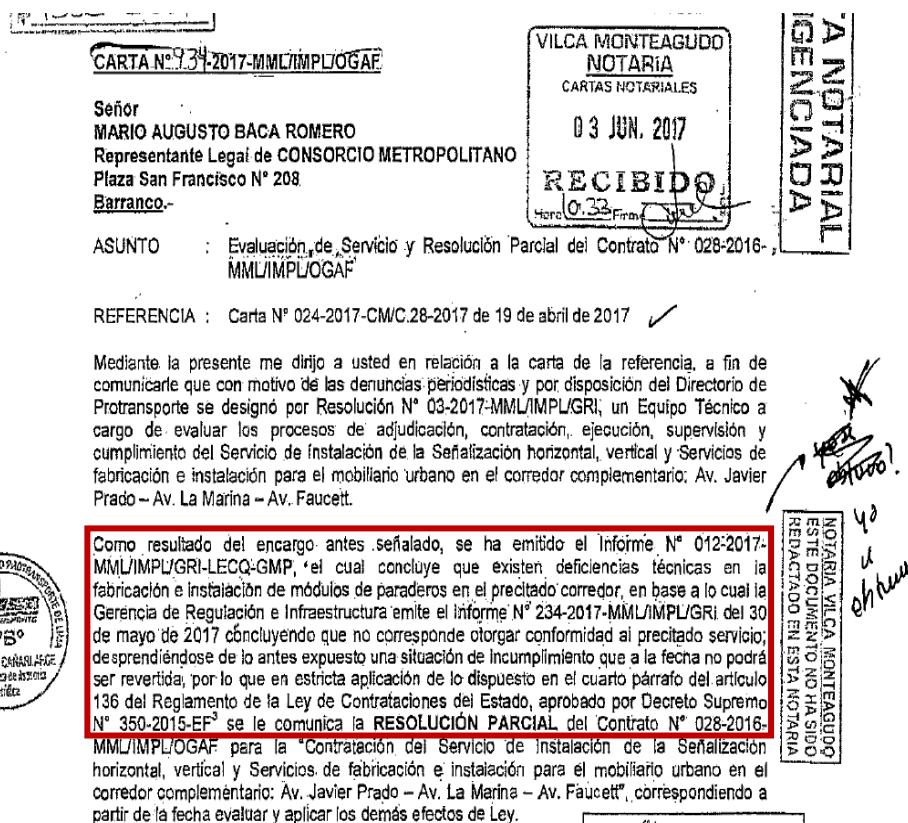 CARTA Nº 934-2017-MML/IMPL/OGAF
VILCA MONTEAGUDO
NOTARIA
CARTAS NOTARIALES
03 JUN. 2017
RECIBIDO
Hora 10.33 Firma
A NOTARIAL
IGENCIADA
Señor
MARIO AUGUSTO BACA ROMERO
Representante Legal de CONSORCIO METROPOLITANO
Plaza San Francisco N° 208
Barranco.-
ASUNTO : Evaluación de Servicio y Resolución Parcial del Contrato N° 028-2016-
MML/IMPL/OGAF
REFERENCIA : Carta N° 024-2017-CM/C.28-2017 de 19 de abril de 2017
Mediante la presente me dirijo a usted en relación a la carta de la referencia, a fin de
comunicarle que con motivo de las denuncias periodísticas y por disposición del Directorio de
Protransporte se designó por Resolución N° 03-2017-MML/IMPL/GRI, un Equipo Técnico a
cargo de evaluar los procesos de adjudicación, contratación, ejecución, supervisión y
cumplimiento del Servicio de Instalación de la Señalización horizontal, vertical y Servicios de
fabricación e instalación para el mobiliario urbano en el corredor complementario: Av. Javier
Prado – Av. La Marina – Av. Faucett.
Como resultado del encargo antes señalado, se ha emitido el Informe N° 012-2017-
MML/IMPL/GRI-LECQ-GMP, el cual concluye que existen deficiencias técnicas en la
fabricación e instalación de módulos de paraderos en el precitado corredor, en base a lo cual la
Gerencia de Regulación e Infraestructura emite el Informe N° 234-2017-MML/IMPL/GRI del 30
de mayo de 2017 concluyendo que no corresponde otorgar conformidad al precitado servicio;
desprendiéndose de lo antes expuesto una situación de incumplimiento que a la fecha no podrá
ser revertida, por lo que en estricta aplicación de lo dispuesto en el cuarto párrafo del artículo
136 del Reglamento de la Ley de Contrataciones del Estado, aprobado por Decreto Supremo
N° 350-2015-EF³ se le comunica la RESOLUCIÓN PARCIAL del Contrato N° 028-2016-
MML/IMPL/OGAF para la "Contratación del Servicio de Instalación de la Señalización
horizontal, vertical y Servicios de fabricación e instalación para el mobiliario urbano en el
corredor complementario: Av. Javier Prado – Av. La Marina – Av. Faucett", correspondiendo a
partir de la fecha evaluar y aplicar los demás efectos de Ley.
NOTARIA VILCA MONTEAGUDO
ESTE DOCUMENTO NO HA SIDO
REDACTADO EN ESTA NOTARIA